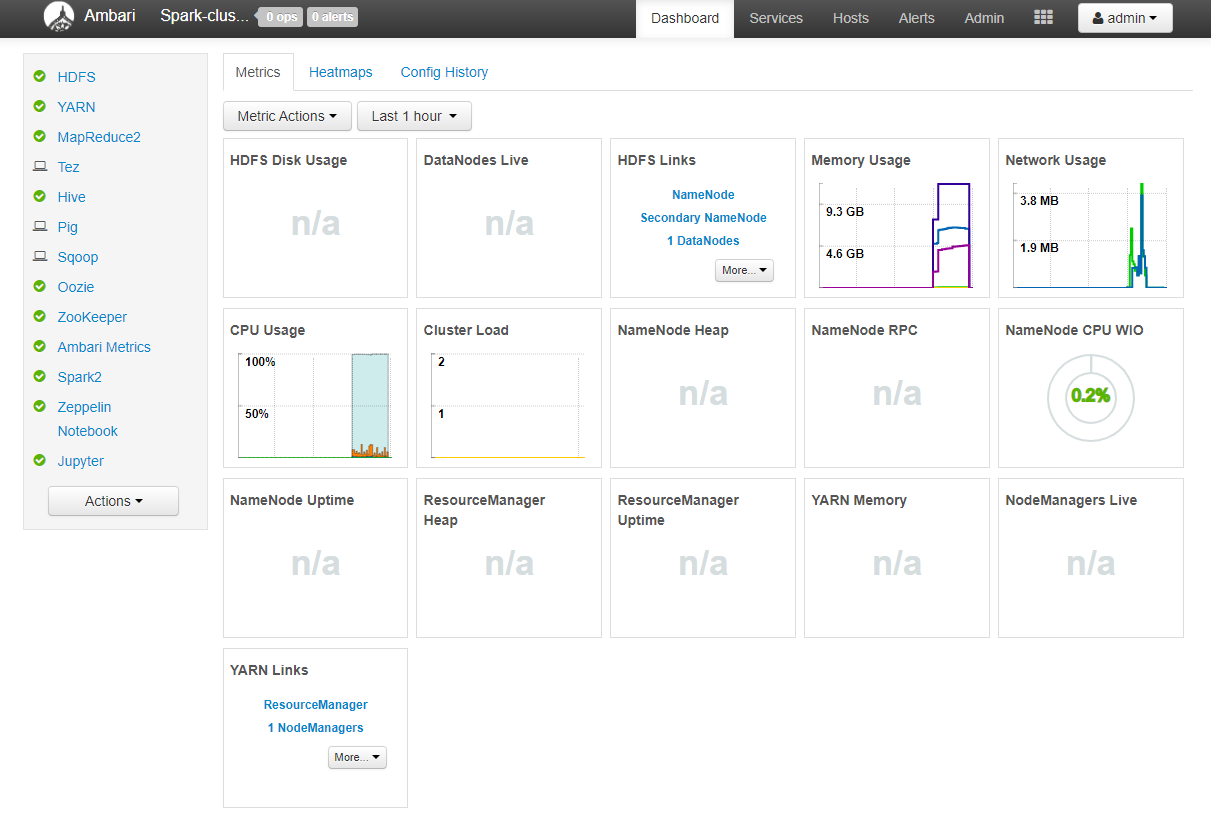 Ambari Spark-clus... 0 ops 0 alerts Dashboard Services Hosts Alerts Admin admin
HDFS
YARN
MapReduce2
Tez
Hive
Pig
Sqoop
Oozie
ZooKeeper
Ambari Metrics
Spark2
Zeppelin
Notebook
Jupyter
Actions
Metrics Heatmaps Config History
Metric Actions Last 1 hour
HDFS Disk Usage
n/a
DataNodes Live
n/a
HDFS Links
NameNode
Secondary NameNode
1 DataNodes
More...
Memory Usage
9.3 GB
4.6 GB
Network Usage
3.8 MB
1.9 MB
CPU Usage
100%
50%
Cluster Load
2
1
NameNode Heap
n/a
NameNode RPC
n/a
NameNode CPU WIO
0.2%
NameNode Uptime
n/a
ResourceManager
Heap
n/a
ResourceManager
Uptime
n/a
YARN Memory
n/a
NodeManagers Live
n/a
YARN Links
ResourceManager
1 NodeManagers
More...